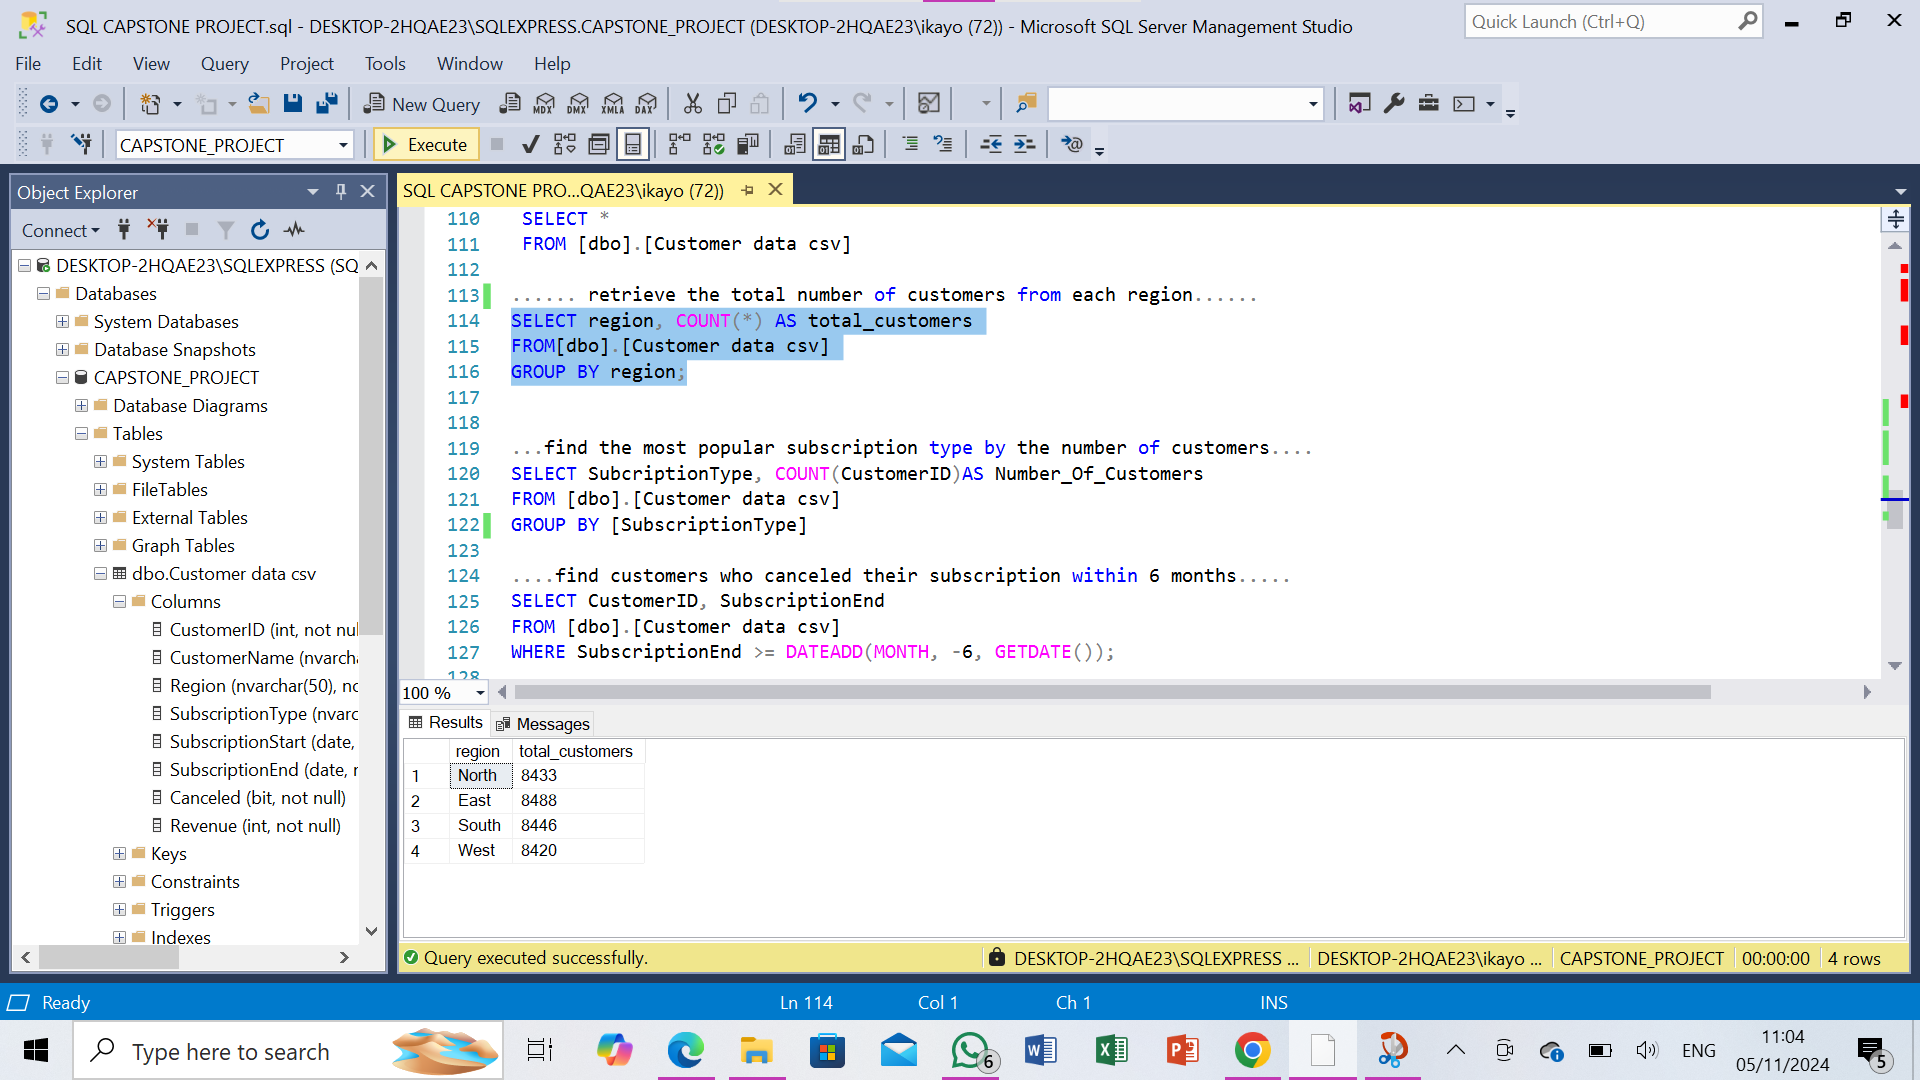 SQL CAPSTONE PROJECT.sql - DESKTOP-2HQAE23\SQLEXPRESS.CAPSTONE_PROJECT (DESKTOP-2HQAE23\ikayo (72)) - Microsoft SQL Server Management Studio
Quick Launch (Ctrl+Q)
File Edit View Query Project Tools Window Help
New Query MDX DMX XMLA DAX
CAPSTONE_PROJECT Execute
Object Explorer
Connect
DESKTOP-2HQAE23\SQLEXPRESS (SQ
Databases
System Databases
Database Snapshots
CAPSTONE_PROJECT
Database Diagrams
Tables
System Tables
FileTables
External Tables
Graph Tables
dbo.Customer data csv
Columns
CustomerID (int, not nul
CustomerName (nvarcha
Region (nvarchar(50), nc
SubscriptionType (nvarc
SubscriptionStart (date,
SubscriptionEnd (date, r
Canceled (bit, not null)
Revenue (int, not null)
Keys
Constraints
Triggers
Indexes
SQL CAPSTONE PRO...QAE23\ikayo (72))
110 SELECT *
111 FROM [dbo].[Customer data csv]
112
113 ...... retrieve the total number of customers from each region......
114 SELECT region, COUNT(*) AS total_customers
115 FROM[dbo].[Customer data csv]
116 GROUP BY region;
117
118
119 ...find the most popular subscription type by the number of customers....
120 SELECT SubcriptionType, COUNT(CustomerID)AS Number_Of_Customers
121 FROM [dbo].[Customer data csv]
122 GROUP BY [SubscriptionType]
123
124 ....find customers who canceled their subscription within 6 months.....
125 SELECT CustomerID, SubscriptionEnd
126 FROM [dbo].[Customer data csv]
127 WHERE SubscriptionEnd >= DATEADD(MONTH, -6, GETDATE());
128
100 %
Results Messages
region total_customers
1 North 8433
2 East 8488
3 South 8446
4 West 8420
Query executed successfully. DESKTOP-2HQAE23\SQLEXPRESS ... DESKTOP-2HQAE23\ikayo ... CAPSTONE_PROJECT 00:00:00 4 rows
Ready Ln 114 Col 1 Ch 1 INS
Type here to search 6 ENG 11:04
05/11/2024 5